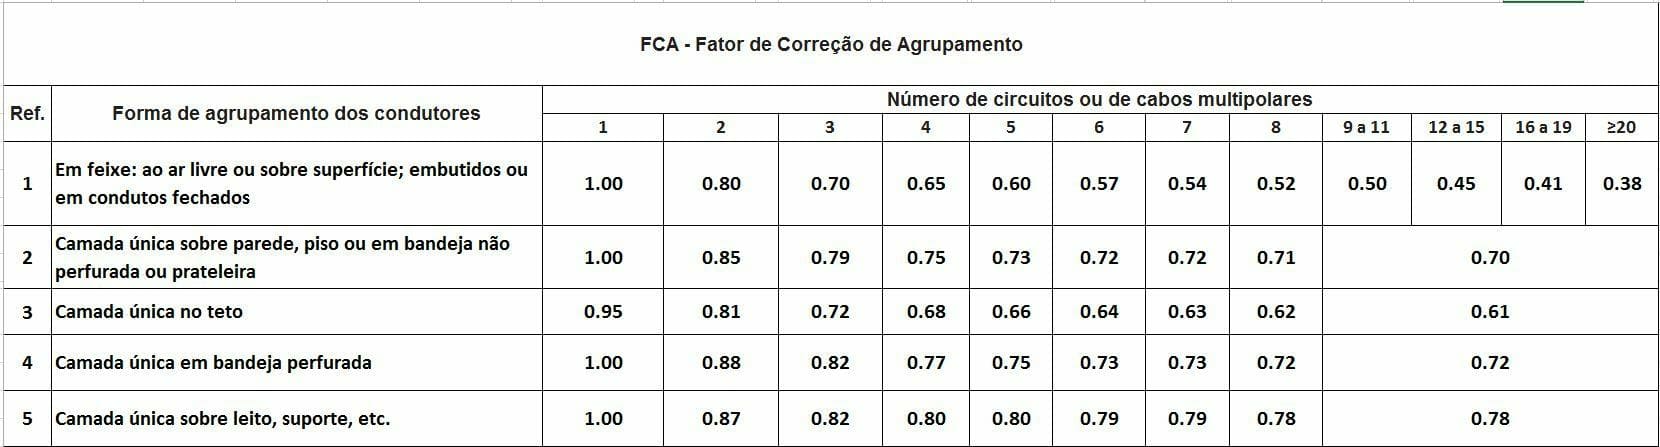 FCA - Fator de Correção de Agrupamento
Ref. Forma de agrupamento dos condutores Número de circuitos ou de cabos multipolares
1 2 3 4 5 6 7 8 9 a 11 12 a 15 16 a 19 ≥20
1 Em feixe: ao ar livre ou sobre superfície; embutidos ou
em condutos fechados 1.00 0.80 0.70 0.65 0.60 0.57 0.54 0.52 0.50 0.45 0.41 0.38
2 Camada única sobre parede, piso ou em bandeja não
perfurada ou prateleira 1.00 0.85 0.79 0.75 0.73 0.72 0.72 0.71 0.70
3 Camada única no teto 0.95 0.81 0.72 0.68 0.66 0.64 0.63 0.62 0.61
4 Camada única em bandeja perfurada 1.00 0.88 0.82 0.77 0.75 0.73 0.73 0.72 0.72
5 Camada única sobre leito, suporte, etc. 1.00 0.87 0.82 0.80 0.80 0.79 0.79 0.78 0.78